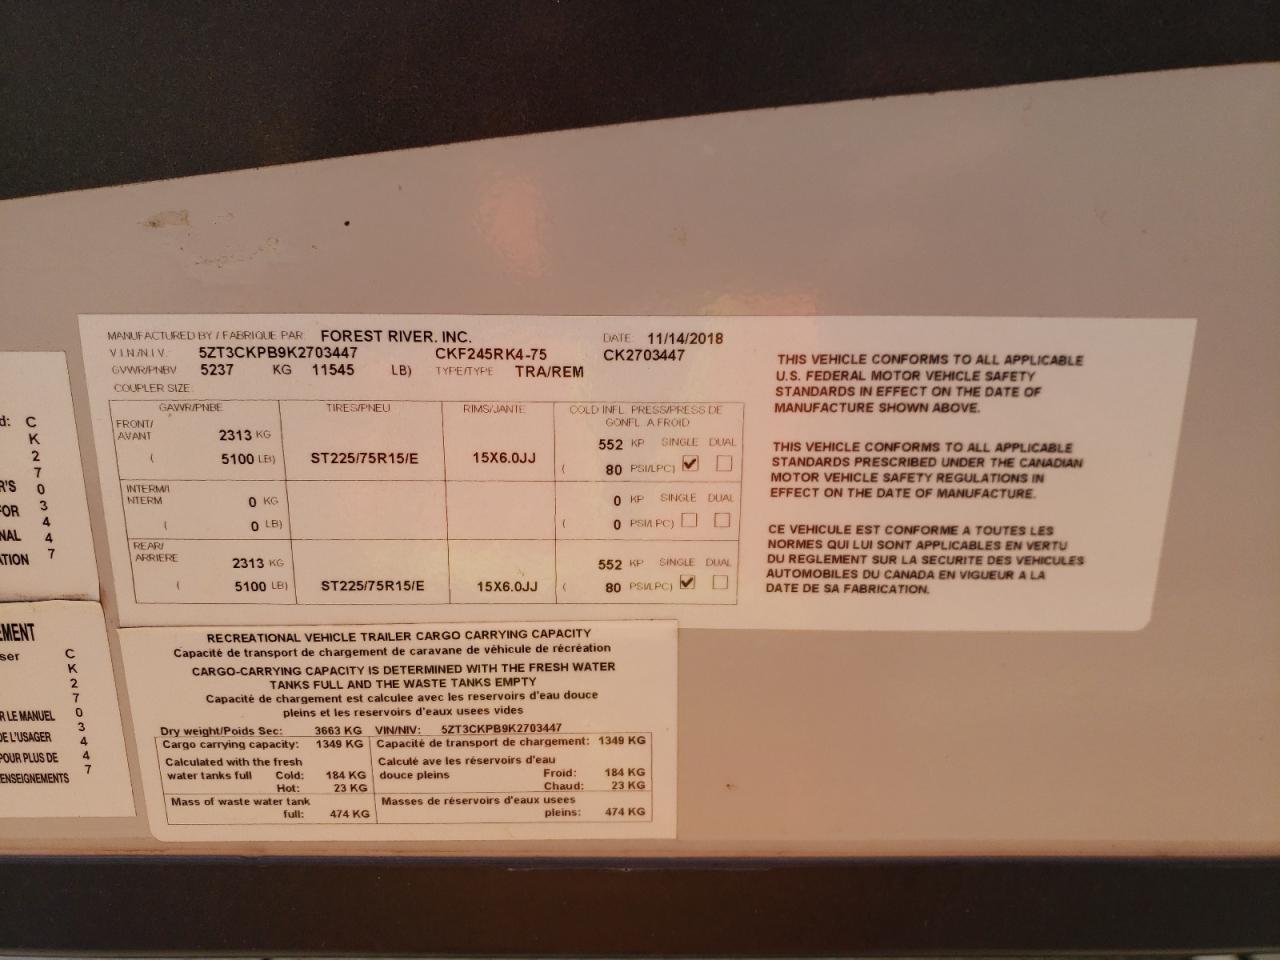 MANUFACTURED BY / FABRIQUE PAR: FOREST RIVER, INC. DATE: 11/14/2018
V.I.N/N.I.V.: 5ZT3CKPB9K2703447 CKF245RK4-75 CK2703447
GVWR/PNBV 5237 KG 11545 LB) TYPE/TYPE TRA/REM
COUPLER SIZE:
GAWR/PNBE TIRES/PNEU RIMS/JANTE COLD INFL. PRESS/PRESS DE
GONFL. A FROID
FRONT/
AVANT 2313 KG 552 KP SINGLE DUAL
( 5100 LB) ST225/75R15/E 15X6.0JJ ( 80 PSI/LPC)
INTERM/I
NTERM 0 KG 0 KP SINGLE DUAL
( 0 LB) ( 0 PSI/LPC)
REAR/
ARRIERE 2313 KG 552 KP SINGLE DUAL
( 5100 LB) ST225/75R15/E 15X6.0JJ ( 80 PSI/LPC)
THIS VEHICLE CONFORMS TO ALL APPLICABLE
U.S. FEDERAL MOTOR VEHICLE SAFETY
STANDARDS IN EFFECT ON THE DATE OF
MANUFACTURE SHOWN ABOVE.
THIS VEHICLE CONFORMS TO ALL APPLICABLE
STANDARDS PRESCRIBED UNDER THE CANADIAN
MOTOR VEHICLE SAFETY REGULATIONS IN
EFFECT ON THE DATE OF MANUFACTURE.
CE VEHICULE EST CONFORME A TOUTES LES
NORMES QUI LUI SONT APPLICABLES EN VERTU
DU REGLEMENT SUR LA SECURITE DES VEHICULES
AUTOMOBILES DU CANADA EN VIGUEUR A LA
DATE DE SA FABRICATION.
RECREATIONAL VEHICLE TRAILER CARGO CARRYING CAPACITY
Capacité de transport de chargement de caravane de véhicule de récréation
CARGO-CARRYING CAPACITY IS DETERMINED WITH THE FRESH WATER
TANKS FULL AND THE WASTE TANKS EMPTY
Capacité de chargement est calculee avec les reservoirs d'eau douce
pleins et les reservoirs d'eaux usees vides
Dry weight/Poids Sec: 3663 KG VIN/NIV: 5ZT3CKPB9K2703447
Cargo carrying capacity: 1349 KG Capacité de transport de chargement: 1349 KG
Calculated with the fresh Calculé ave les réservoirs d'eau
water tanks full Cold: 184 KG douce pleins Froid: 184 KG
Hot: 23 KG Chaud: 23 KG
Mass of waste water tank Masses de réservoirs d'eaux usees
full: 474 KG pleins: 474 KG
d: C
K
2
7
R'S 0
FOR 3
4
NAL 4
ATION 7
EMENT
ser C
K
2
7
R LE MANUEL 0
DE L'USAGER 3
4
POUR PLUS DE 4
ENSEIGNEMENTS 7